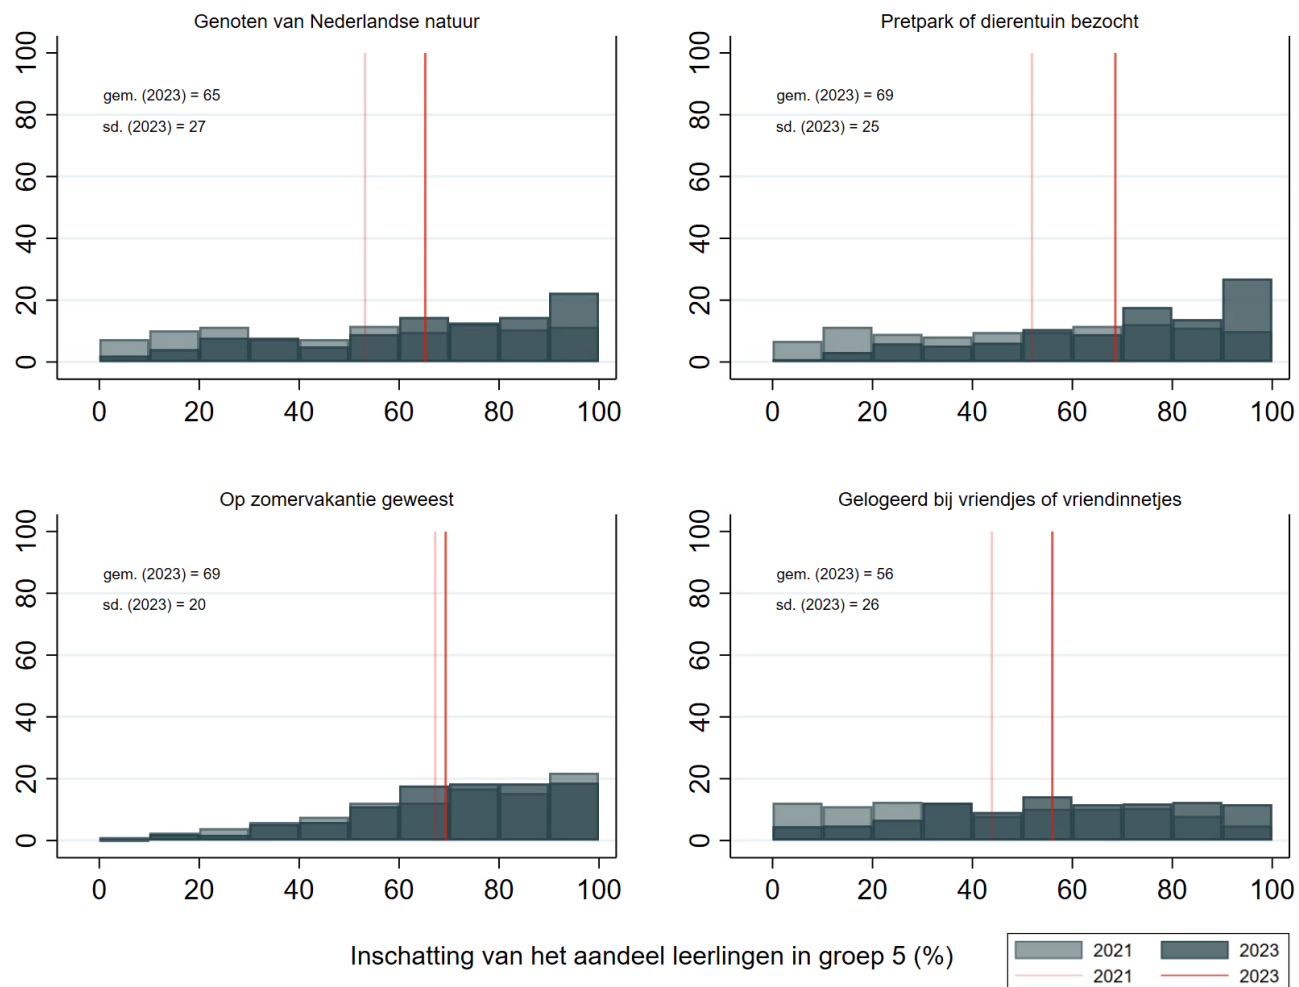 Genoten van Nederlandse natuur
100
80
60
40
20
0
gem. (2023) = 65
sd. (2023) = 27
0 20 40 60 80 100
Pretpark of dierentuin bezocht
100
80
60
40
20
0
gem. (2023) = 69
sd. (2023) = 25
0 20 40 60 80 100
Op zomervakantie geweest
100
80
60
40
20
0
gem. (2023) = 69
sd. (2023) = 20
0 20 40 60 80 100
Gelogeerd bij vriendjes of vriendinnetjes
100
80
60
40
20
0
gem. (2023) = 56
sd. (2023) = 26
0 20 40 60 80 100
Inschatting van het aandeel leerlingen in groep 5 (%)
2021 2023
2021 2023